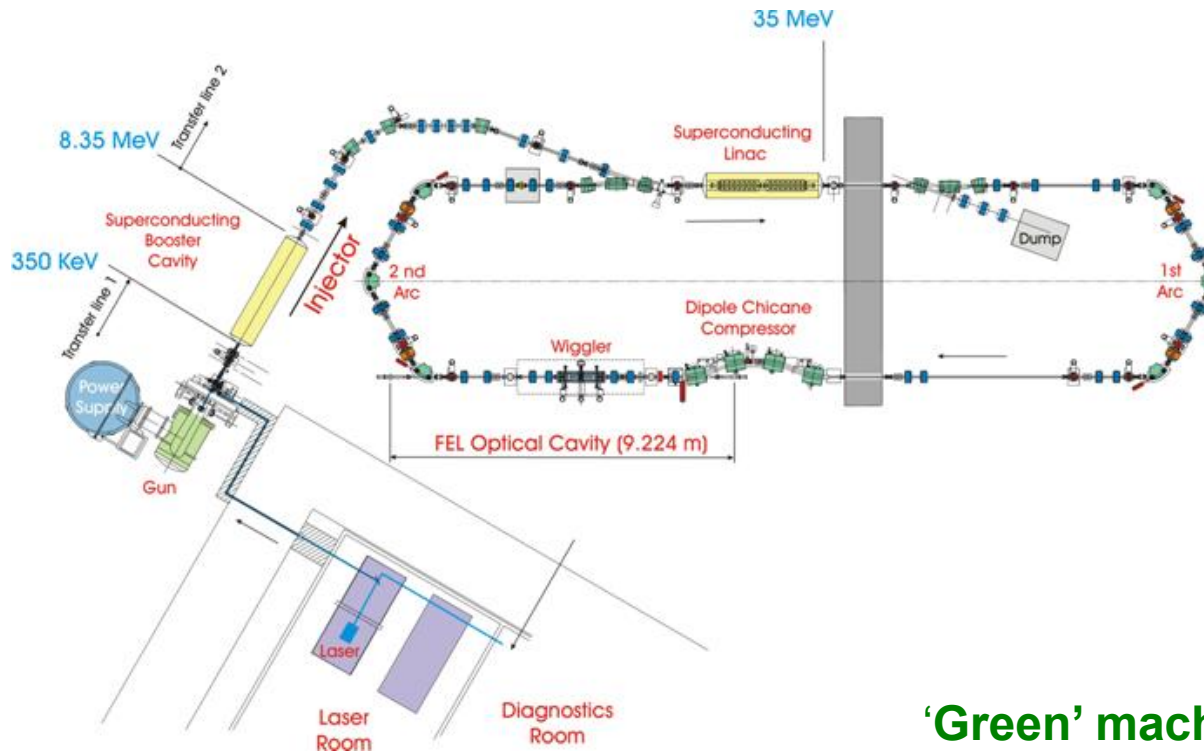 35 MeV
Transfer line 2
8.35 MeV
Superconducting
Linac
Superconducting
Booster
Cavity
Dump
350 KeV
Injector
2 nd
Arc
1st
Arc
Transfer line 1
Dipole Chicane
Compressor
Wiggler
Power
Supply
FEL Optical Cavity (9.224 m)
Gun
Laser
Laser
Room
Diagnostics
Room
‘Green’ mach